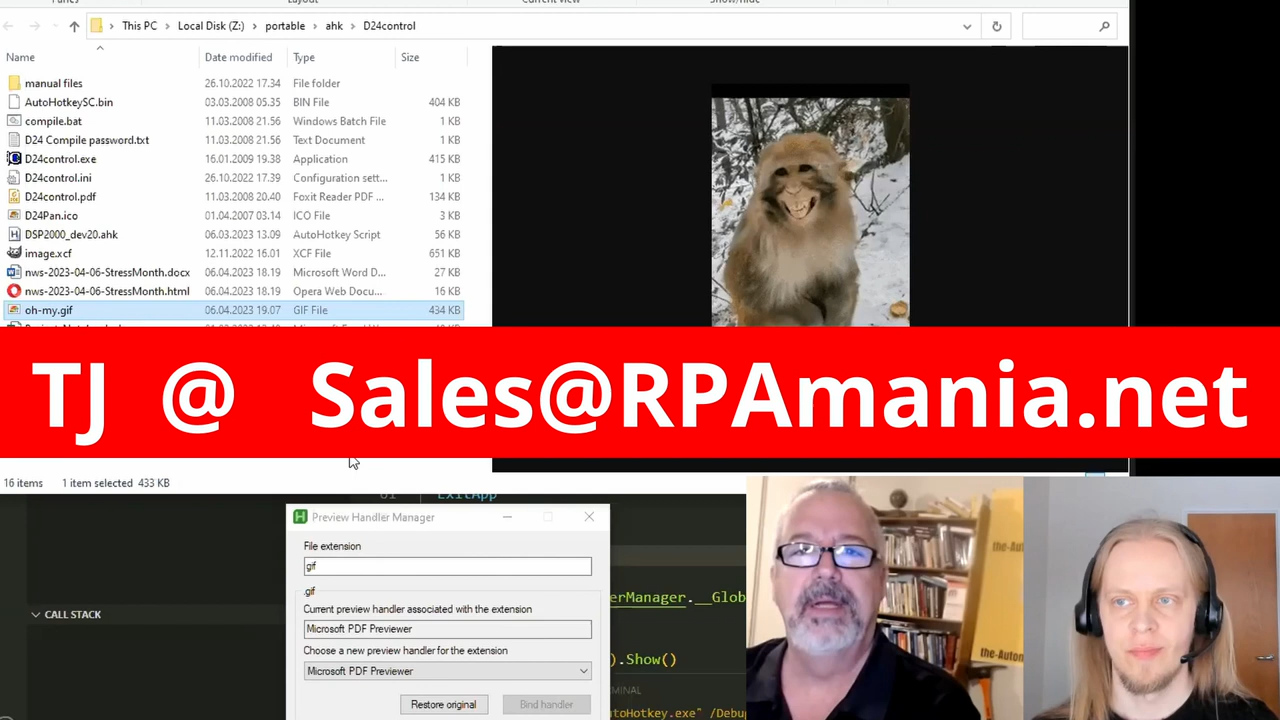 This PC > Local Disk (Z:) > portable > ahk > D24control
Name Date modified Type Size
manual files 26.10.2022 17.34 File folder
AutoHotkeySC.bin 03.03.2008 05.35 BIN File 404 KB
compile.bat 11.03.2008 21.56 Windows Batch File 1 KB
D24 Compile password.txt 11.03.2008 21.56 Text Document 1 KB
D24control.exe 16.01.2009 19.38 Application 415 KB
D24control.ini 26.10.2022 17.39 Configuration sett... 1 KB
D24control.pdf 11.03.2008 20.40 Foxit Reader PDF ... 134 KB
D24Pan.ico 01.04.2007 03.14 ICO File 3 KB
DSP2000_dev20.ahk 06.03.2023 13.09 AutoHotkey Script 56 KB
image.xcf 12.11.2022 16.01 XCF File 651 KB
nws-2023-04-06-StressMonth.docx 06.04.2023 18.19 Microsoft Word D... 27 KB
nws-2023-04-06-StressMonth.html 06.04.2023 18.19 Opera Web Docu... 16 KB
oh-my.gif 06.04.2023 19.07 GIF File 434 KB
TJ @ Sales@RPAmania.net
16 items 1 item selected 433 KB
ExitApp
Preview Handler Manager
File extension
gif
.gif
erManager.__Glob
CALL STACK
Current preview handler associated with the extension
Microsoft PDF Previewer
Choose a new preview handler for the extension
).Show()
Microsoft PDF Previewer
Restore original Bind handler
the-Autom